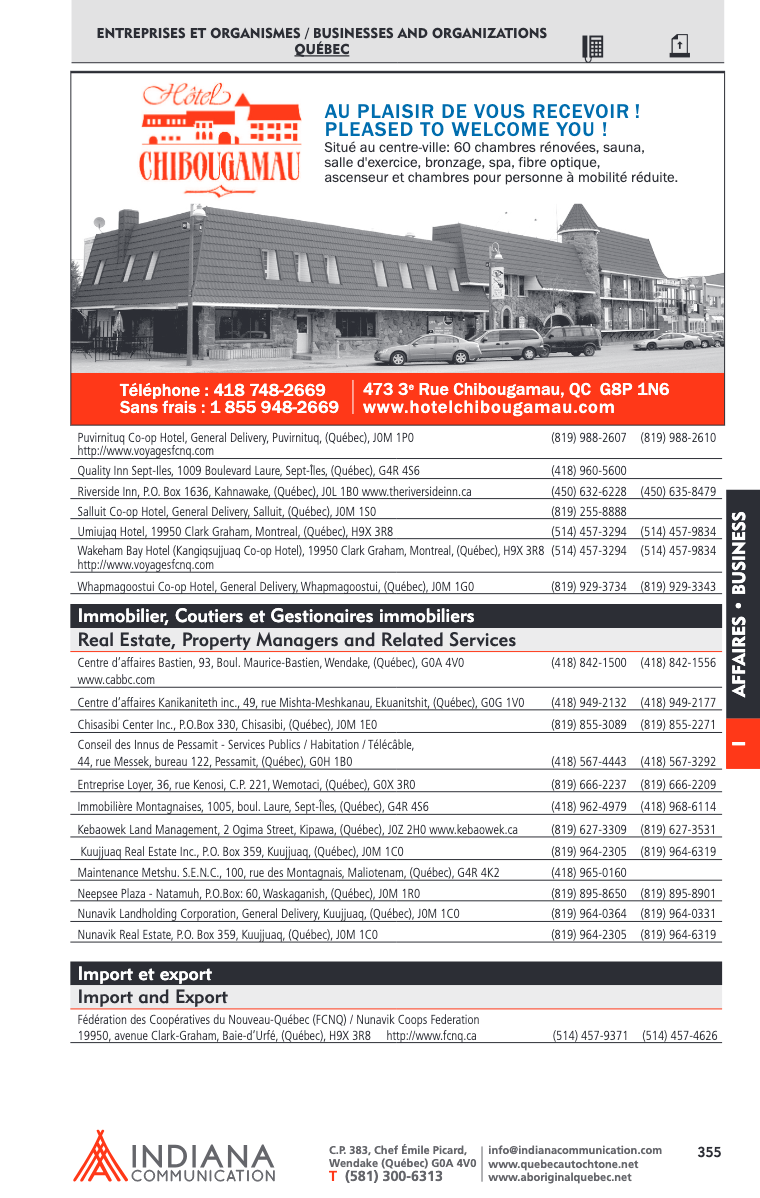 ENTREPRISES ET ORGANISMES / BUSINESSES AND ORGANIZATIONS
QUÉBEC
Hôtel
CHIBOUGAMAU
AU PLAISIR DE VOUS RECEVOIR !
PLEASED TO WELCOME YOU !
Situé au centre-ville: 60 chambres rénovées, sauna,
salle d'exercice, bronzage, spa, fibre optique,
ascenseur et chambres pour personne à mobilité réduite.
Téléphone : 418 748-2669
Sans frais : 1 855 948-2669
473 3e Rue Chibougamau, QC G8P 1N6
www.hotelchibougamau.com
Puvirnituq Co-op Hotel, General Delivery, Puvirnituq, (Québec), J0M 1P0 (819) 988-2607 (819) 988-2610
http://www.voyagesfcnq.com
Quality Inn Sept-Iles, 1009 Boulevard Laure, Sept-Îles, (Québec), G4R 4S6 (418) 960-5600
Riverside Inn, P.O. Box 1636, Kahnawake, (Québec), J0L 1B0 www.theriversideinn.ca (450) 632-6228 (450) 635-8479
Salluit Co-op Hotel, General Delivery, Salluit, (Québec), J0M 1S0 (819) 255-8888
Umiujaq Hotel, 19950 Clark Graham, Montreal, (Québec), H9X 3R8 (514) 457-3294 (514) 457-9834
Wakeham Bay Hotel (Kangiqsujjuaq Co-op Hotel), 19950 Clark Graham, Montreal, (Québec), H9X 3R8 (514) 457-3294 (514) 457-9834
http://www.voyagesfcnq.com
Whapmagoostui Co-op Hotel, General Delivery, Whapmagoostui, (Québec), J0M 1G0 (819) 929-3734 (819) 929-3343
Immobilier, Coutiers et Gestionaires immobiliers
Real Estate, Property Managers and Related Services
Centre d'affaires Bastien, 93, Boul. Maurice-Bastien, Wendake, (Québec), G0A 4V0 (418) 842-1500 (418) 842-1556
www.cabbc.com
Centre d'affaires Kanikaniteth inc., 49, rue Mishta-Meshkanau, Ekuanitshit, (Québec), G0G 1V0 (418) 949-2132 (418) 949-2177
Chisasibi Center Inc., P.O.Box 330, Chisasibi, (Québec), J0M 1E0 (819) 855-3089 (819) 855-2271
Conseil des Innus de Pessamit - Services Publics / Habitation / Télécâble,
44, rue Messek, bureau 122, Pessamit, (Québec), G0H 1B0 (418) 567-4443 (418) 567-3292
Entreprise Loyer, 36, rue Kenosi, C.P. 221, Wemotaci, (Québec), G0X 3R0 (819) 666-2237 (819) 666-2209
Immobilière Montagnaises, 1005, boul. Laure, Sept-Îles, (Québec), G4R 4S6 (418) 962-4979 (418) 968-6114
Kebaowek Land Management, 2 Ogima Street, Kipawa, (Québec), J0Z 2H0 www.kebaowek.ca (819) 627-3309 (819) 627-3531
Kuujjuaq Real Estate Inc., P.O. Box 359, Kuujjuaq, (Québec), J0M 1C0 (819) 964-2305 (819) 964-6319
Maintenance Metshu. S.E.N.C., 100, rue des Montagnais, Maliotenam, (Québec), G4R 4K2 (418) 965-0160
Neepsee Plaza - Natamuh, P.O.Box: 60, Waskaganish, (Québec), J0M 1R0 (819) 895-8650 (819) 895-8901
Nunavik Landholding Corporation, General Delivery, Kuujjuaq, (Québec), J0M 1C0 (819) 964-0364 (819) 964-0331
Nunavik Real Estate, P.O. Box 359, Kuujjuaq, (Québec), J0M 1C0 (819) 964-2305 (819) 964-6319
Import et export
Import and Export
Fédération des Coopératives du Nouveau-Québec (FCNQ) / Nunavik Coops Federation
19950, avenue Clark-Graham, Baie-d'Urfé, (Québec), H9X 3R8 http://www.fcnq.ca (514) 457-9371 (514) 457-4626
AFFAIRES • BUSINESS
I
INDIANA
COMMUNICATION
C.P. 383, Chef Émile Picard,
Wendake (Québec) G0A 4V0
T (581) 300-6313
info@indianacommunication.com
www.quebecautochtone.net
www.aboriginalquebec.net
355